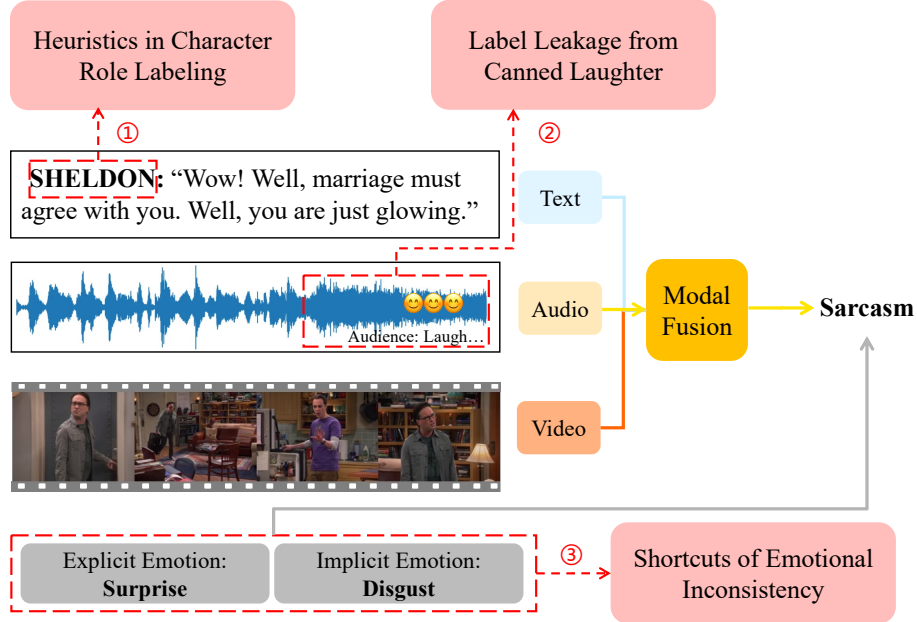 Heuristics in Character
Role Labeling
Label Leakage from
Canned Laughter
①
②
SHELDON: “Wow! Well, marriage must
agree with you. Well, you are just glowing.”
Text
Audio
Video
Modal
Fusion
Sarcasm
Audience: Laugh…
Explicit Emotion:
Surprise
Implicit Emotion:
Disgust
③
Shortcuts of Emotional
Inconsistency